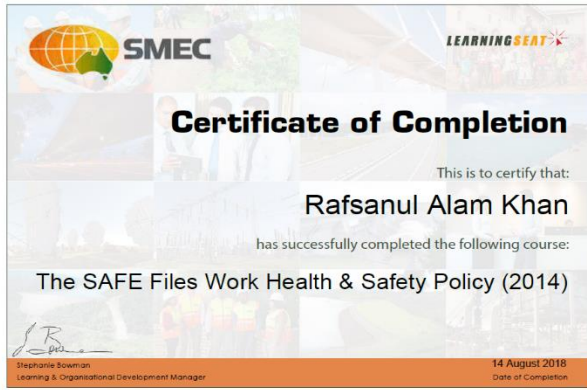 SMEC
LEARNINGSEAT
Certificate of Completion
This is to certify that:
Rafsanul Alam Khan
has successfully completed the following course:
The SAFE Files Work Health & Safety Policy (2014)
Stephanie Bowman
Learning & Organisational Development Manager
14 August 2018
Date of Completion